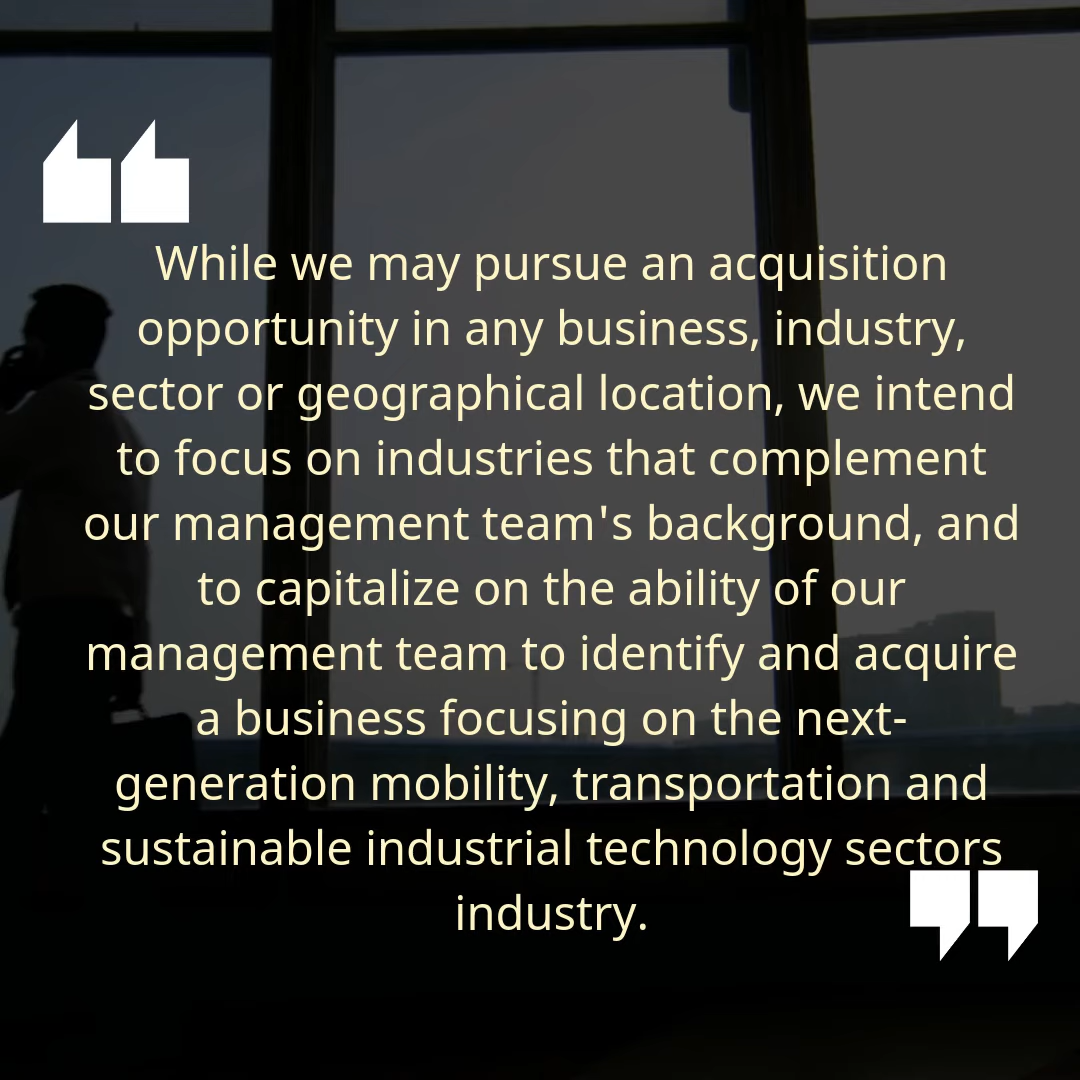 While we may pursue an acquisition
opportunity in any business, industry,
sector or geographical location, we intend
to focus on industries that complement
our management team's background, and
to capitalize on the ability of our
management team to identify and acquire
a business focusing on the next-
generation mobility, transportation and
sustainable industrial technology sectors
industry.